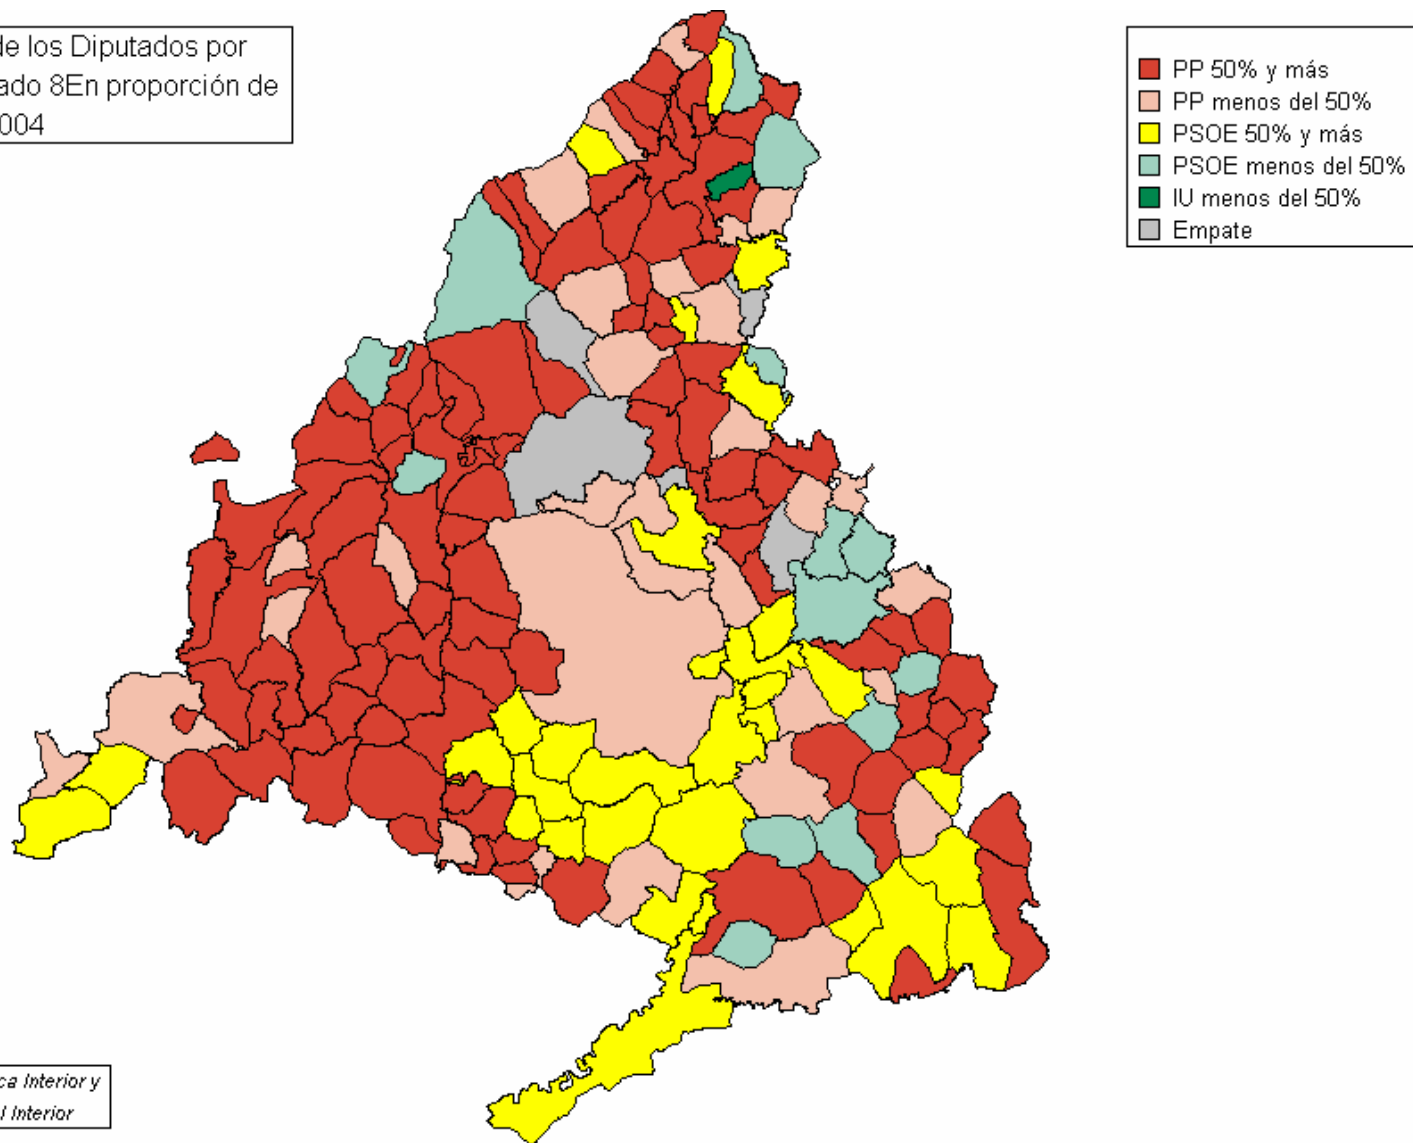 de los Diputados por
ado 8En proporción de
004
PP 50% y más
PP menos del 50%
PSOE 50% y más
PSOE menos del 50%
IU menos del 50%
Empate
ca Interior y
l Interior